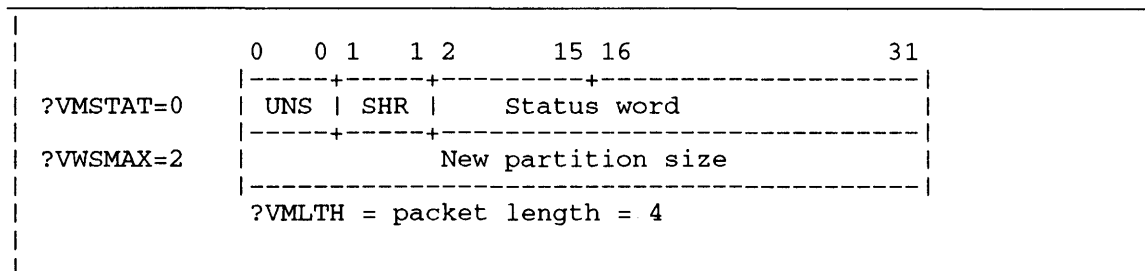 0 0 1 1 2 15 16 31
?VMSTAT=0 | UNS | SHR | Status word |
?VWSMAX=2 | New partition size |
?VMLTH = packet length = 4